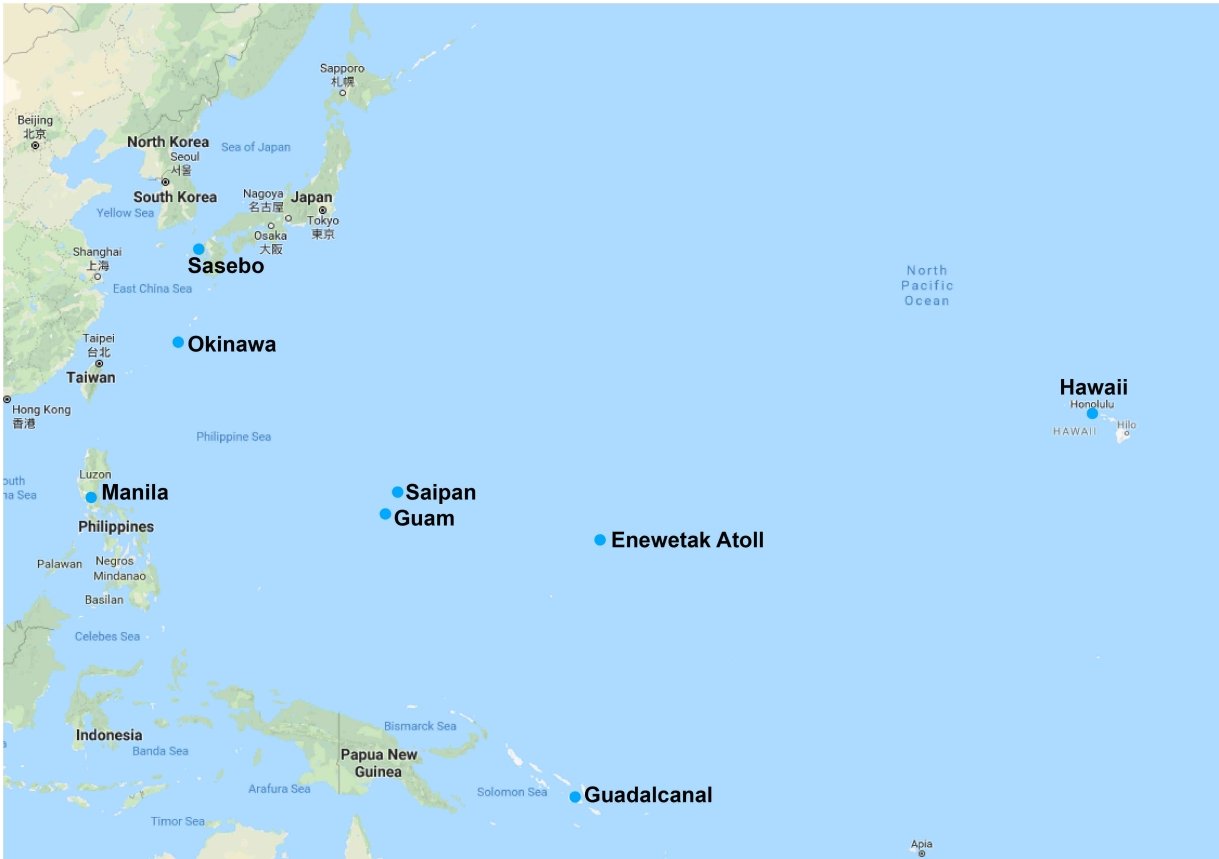 Sapporo
札幌
Beijing
北京
North Korea
Sea of Japan
Seoul
서울
South Korea
Nagoya
名古屋
Japan
Yellow Sea
Tokyo
東京
Osaka
大阪
Shanghai
上海
Sasebo
East China Sea
North
Pacific
Ocean
Taipei
台北
Okinawa
Taiwan
Hawaii
Honolulu
Hong Kong
香港
HAWAII
Hilo
Philippine Sea
Luzon
outh
na Sea
Manila
Saipan
Guam
Philippines
Enewetak Atoll
Palawan
Negros
Mindanao
Basilan
Celebes Sea
Bismarck Sea
Indonesia
Banda Sea
a
Papua New
Guinea
Arafura Sea
Solomon Sea
Guadalcanal
Timor Sea
Apia